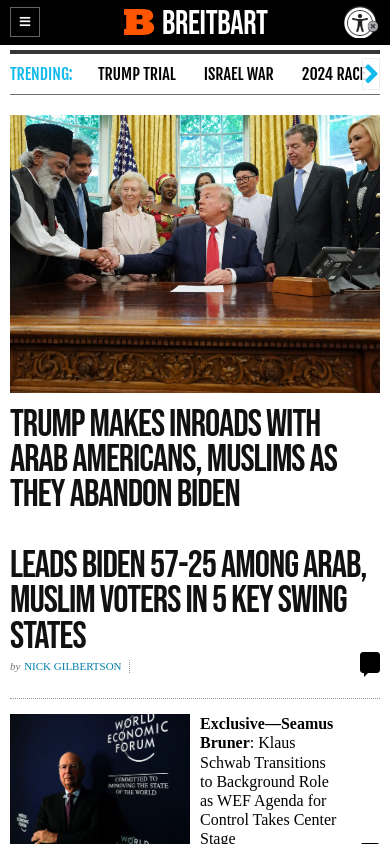 BREITBART
TRENDING:
TRUMP TRIAL
ISRAEL WAR
2024 RAC
TRUMP MAKES INROADS WITH
ARAB AMERICANS, MUSLIMS AS
THEY ABANDON BIDEN
LEADS BIDEN 57-25 AMONG ARAB,
MUSLIM VOTERS IN 5 KEY SWING
STATES
by NICK GILBERTSON
WORLD
ECONOMIC
FORUM
COMMITTED TO
IMPROVING THE STATE
OF THE WORLD
WORLD
Exclusive—Seamus
Bruner: Klaus
Schwab Transitions
to Background Role
as WEF Agenda for
Control Takes Center
Stage